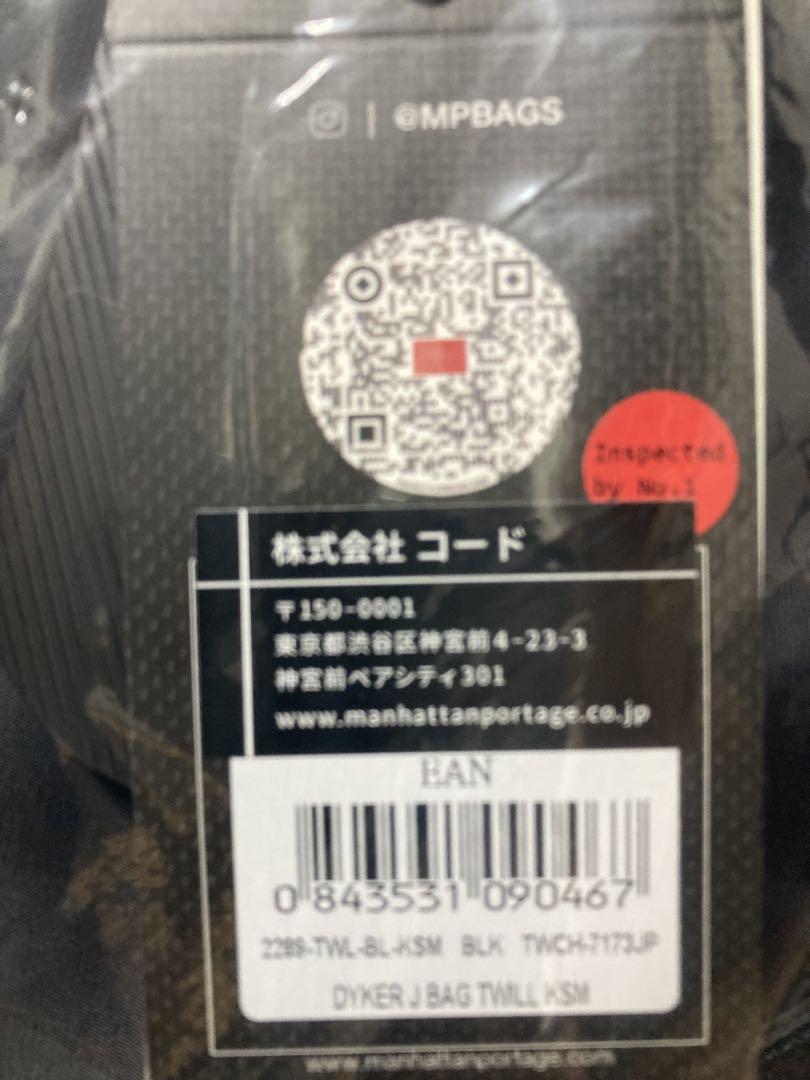 | @MPBAGS
Inspected
by No.1
株式会社 コード
〒150-0001
東京都渋谷区神宮前4-23-3
神宮前ペアシティ301
www.manhattanportage.co.jp
EAN
0 843531 090467
2289-TWL-BL-KSM BLK TWCH-7173JP
DYKER J BAG TWILL KSM
www.manhattanportage.com